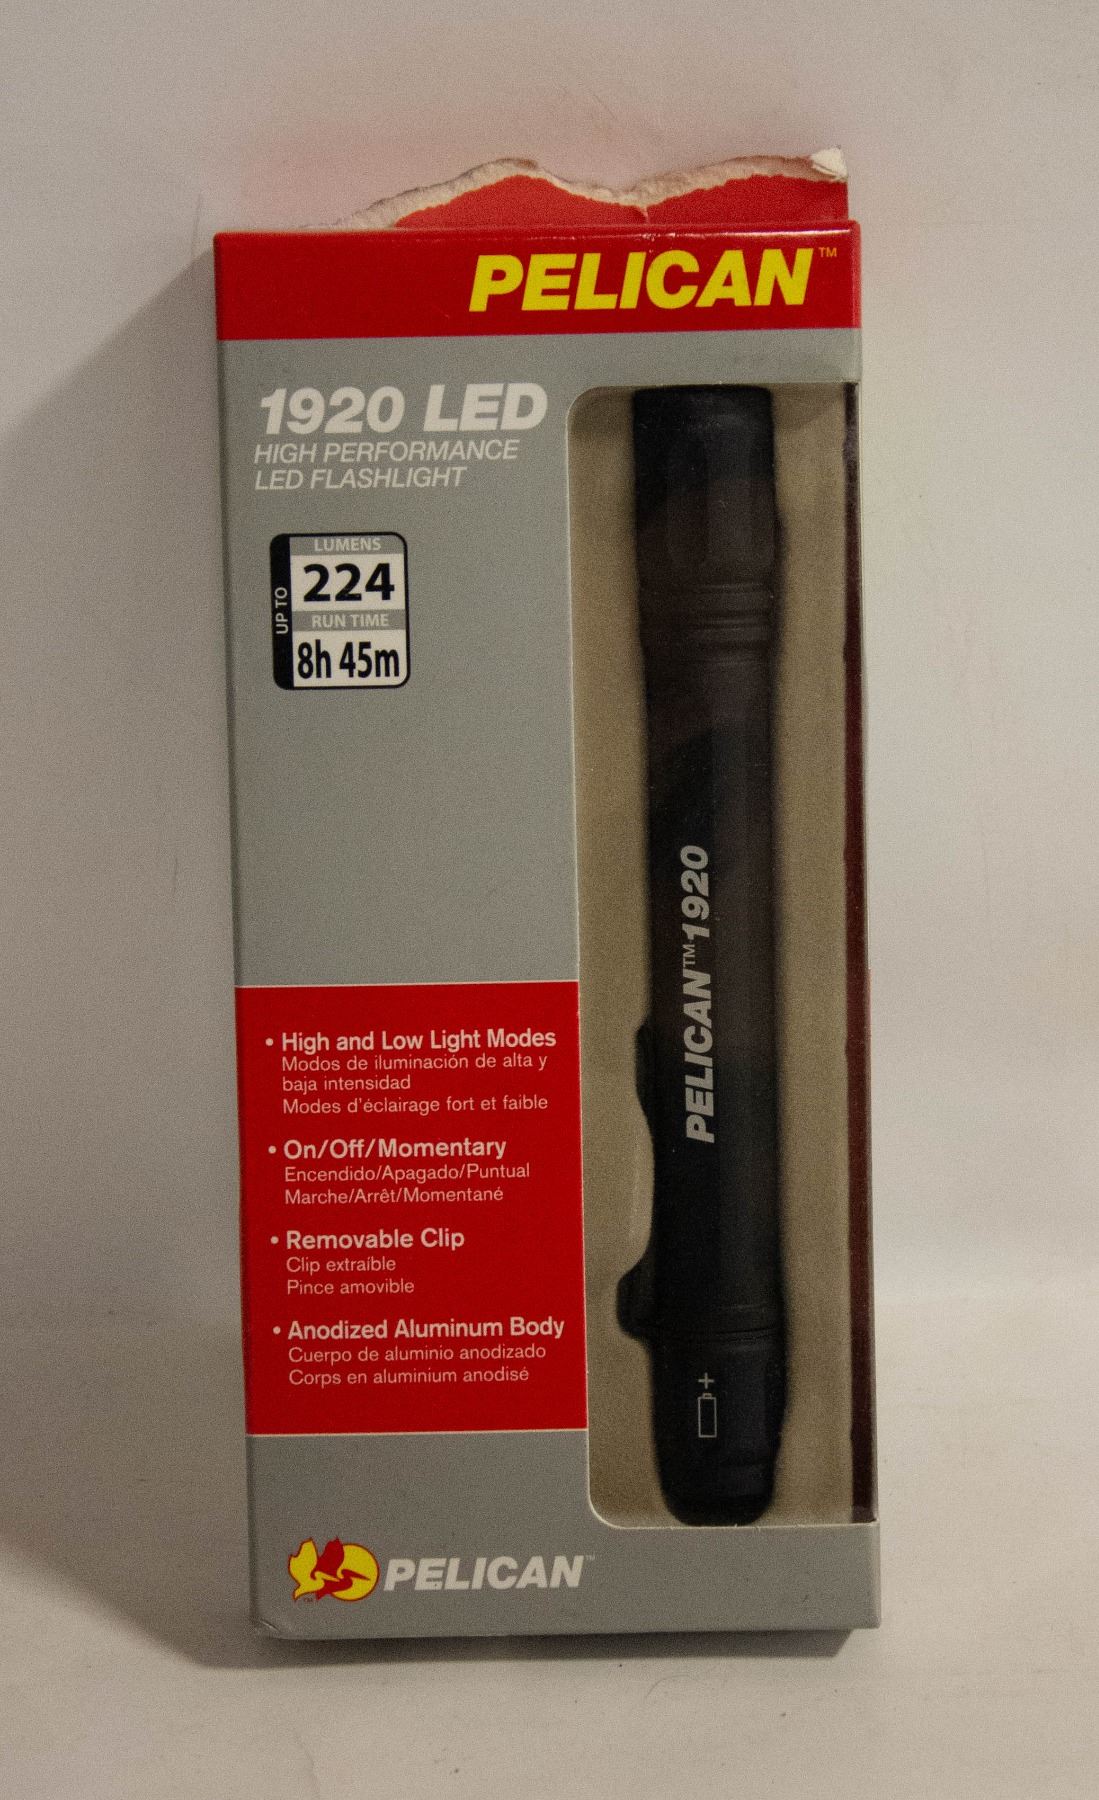 PELICAN™
1920 LED
HIGH PERFORMANCE
LED FLASHLIGHT
UP TO
LUMENS
224
RUN TIME
8h 45m
• High and Low Light Modes
Modos de iluminación de alta y
baja intensidad
Modes d'éclairage fort et faible
• On/Off/Momentary
Encendido/Apagado/Puntual
Marche/Arrêt/Momentané
• Removable Clip
Clip extraíble
Pince amovible
• Anodized Aluminum Body
Cuerpo de aluminio anodizado
Corps en aluminium anodisé
PELICAN™ 1920
+
™
PELICAN™